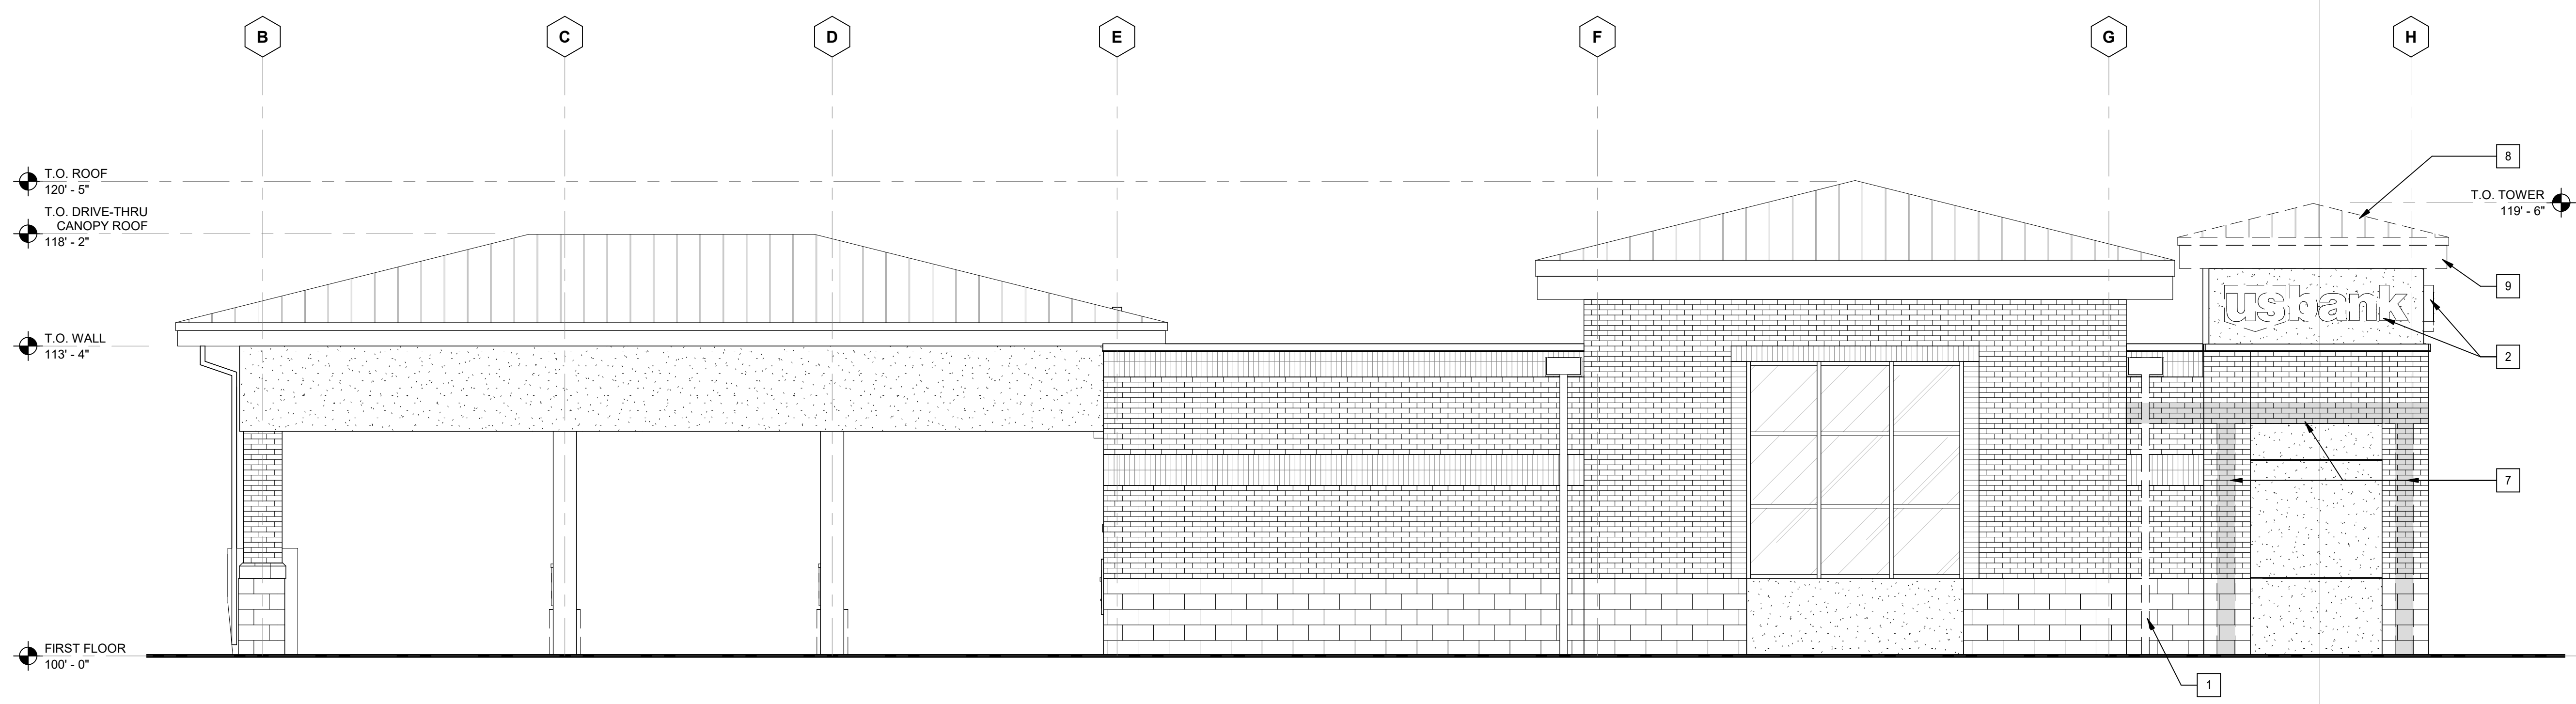 B C D E F G H
8
T.O. ROOF
120' - 5"
T.O. TOWER
119' - 6"
T.O. DRIVE-THRU
CANOPY ROOF
118' - 2"
9
usbank
T.O. WALL
113' - 4"
2
7
FIRST FLOOR
100' - 0"
1